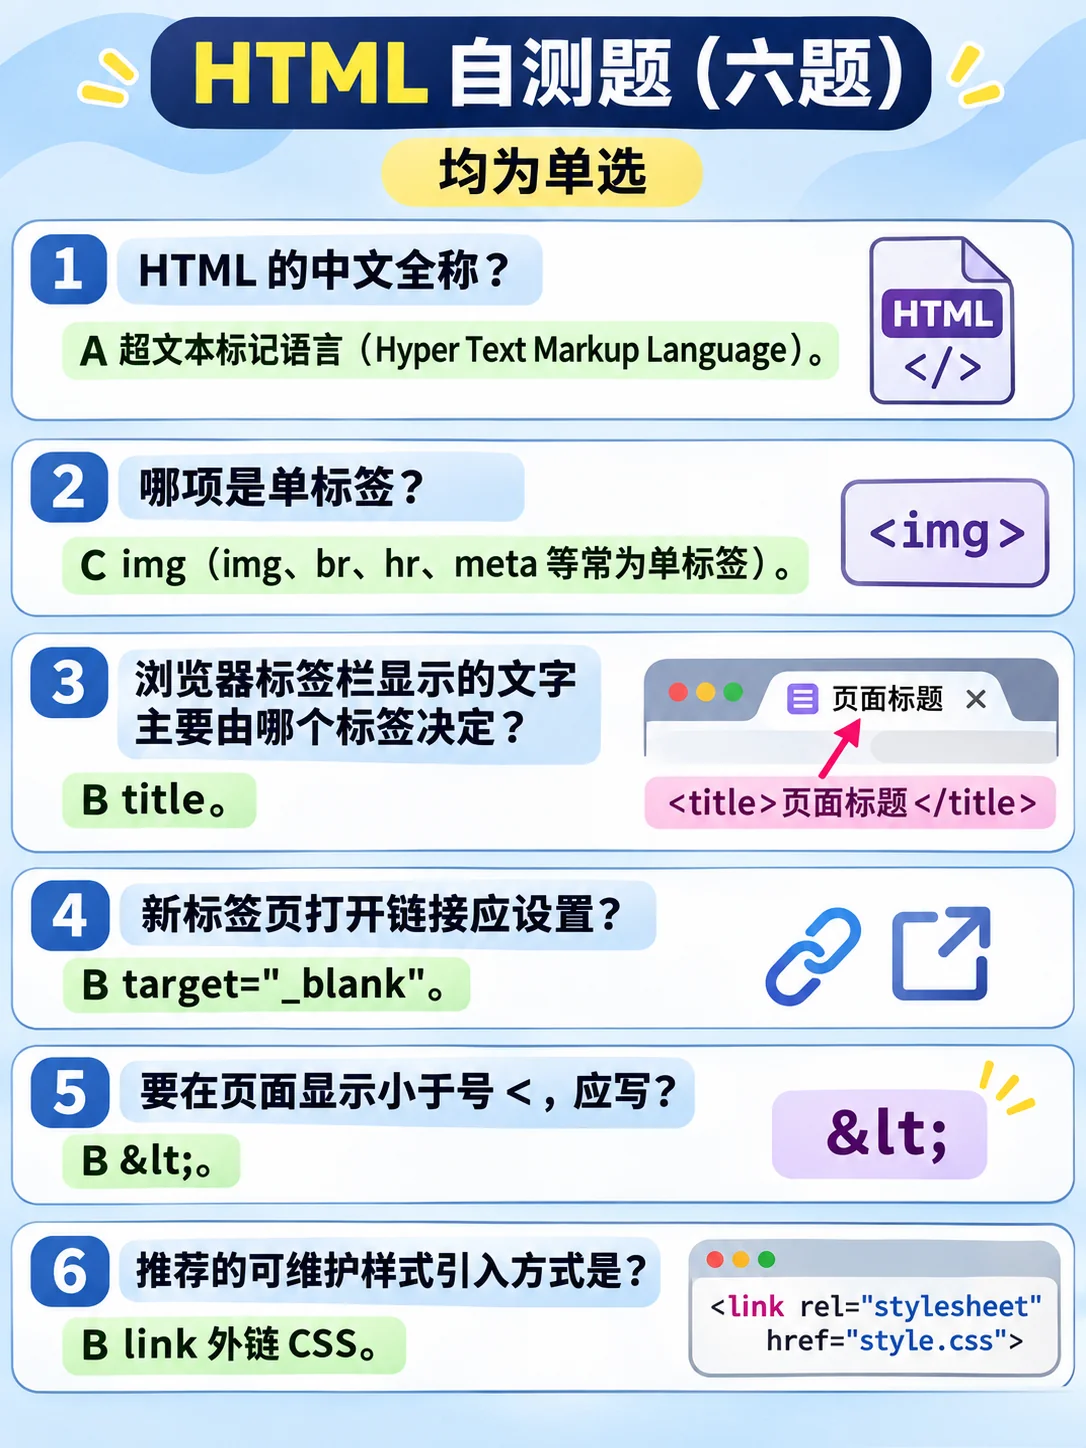 HTML 自测题（六题）
均为单选
1 HTML 的中文全称？
A 超文本标记语言（Hyper Text Markup Language）。
HTML
</>
2 哪项是单标签？
C img（img、br、hr、meta 等常为单标签）。
<img>
3 浏览器标签栏显示的文字
主要由哪个标签决定？
B title。
页面标题 ×
<title>页面标题</title>
4 新标签页打开链接应设置？
B target="_blank"。
5 要在页面显示小于号 <，应写？
B &lt;。
&lt;
6 推荐的可维护样式引入方式是？
B link 外链 CSS。
<link rel="stylesheet"
href="style.css">